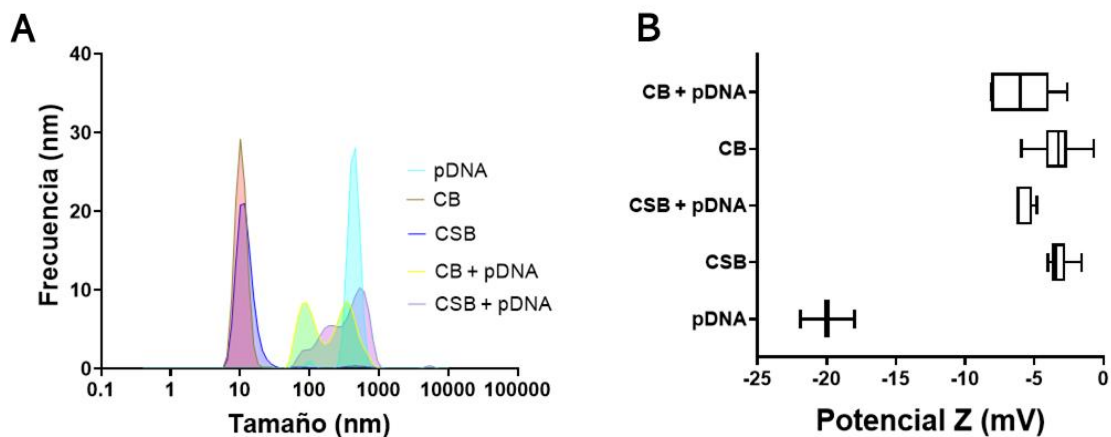 A
Frecuencia (nm)
40
30
20
10
0
0.1 1 10 100 1000 10000 100000
Tamaño (nm)
pDNA
CB
CSB
CB + pDNA
CSB + pDNA
B
CB + pDNA
CB
CSB + pDNA
CSB
pDNA
-25 -20 -15 -10 -5 0
Potencial Z (mV)